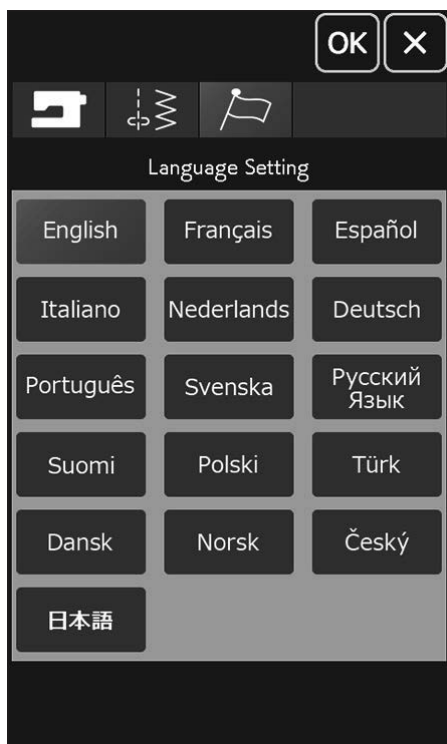 OK ×
Language Setting
English Français Español
Italiano Nederlands Deutsch
Português Svenska Русский
Язык
Suomi Polski Türk
Dansk Norsk Český
日本語